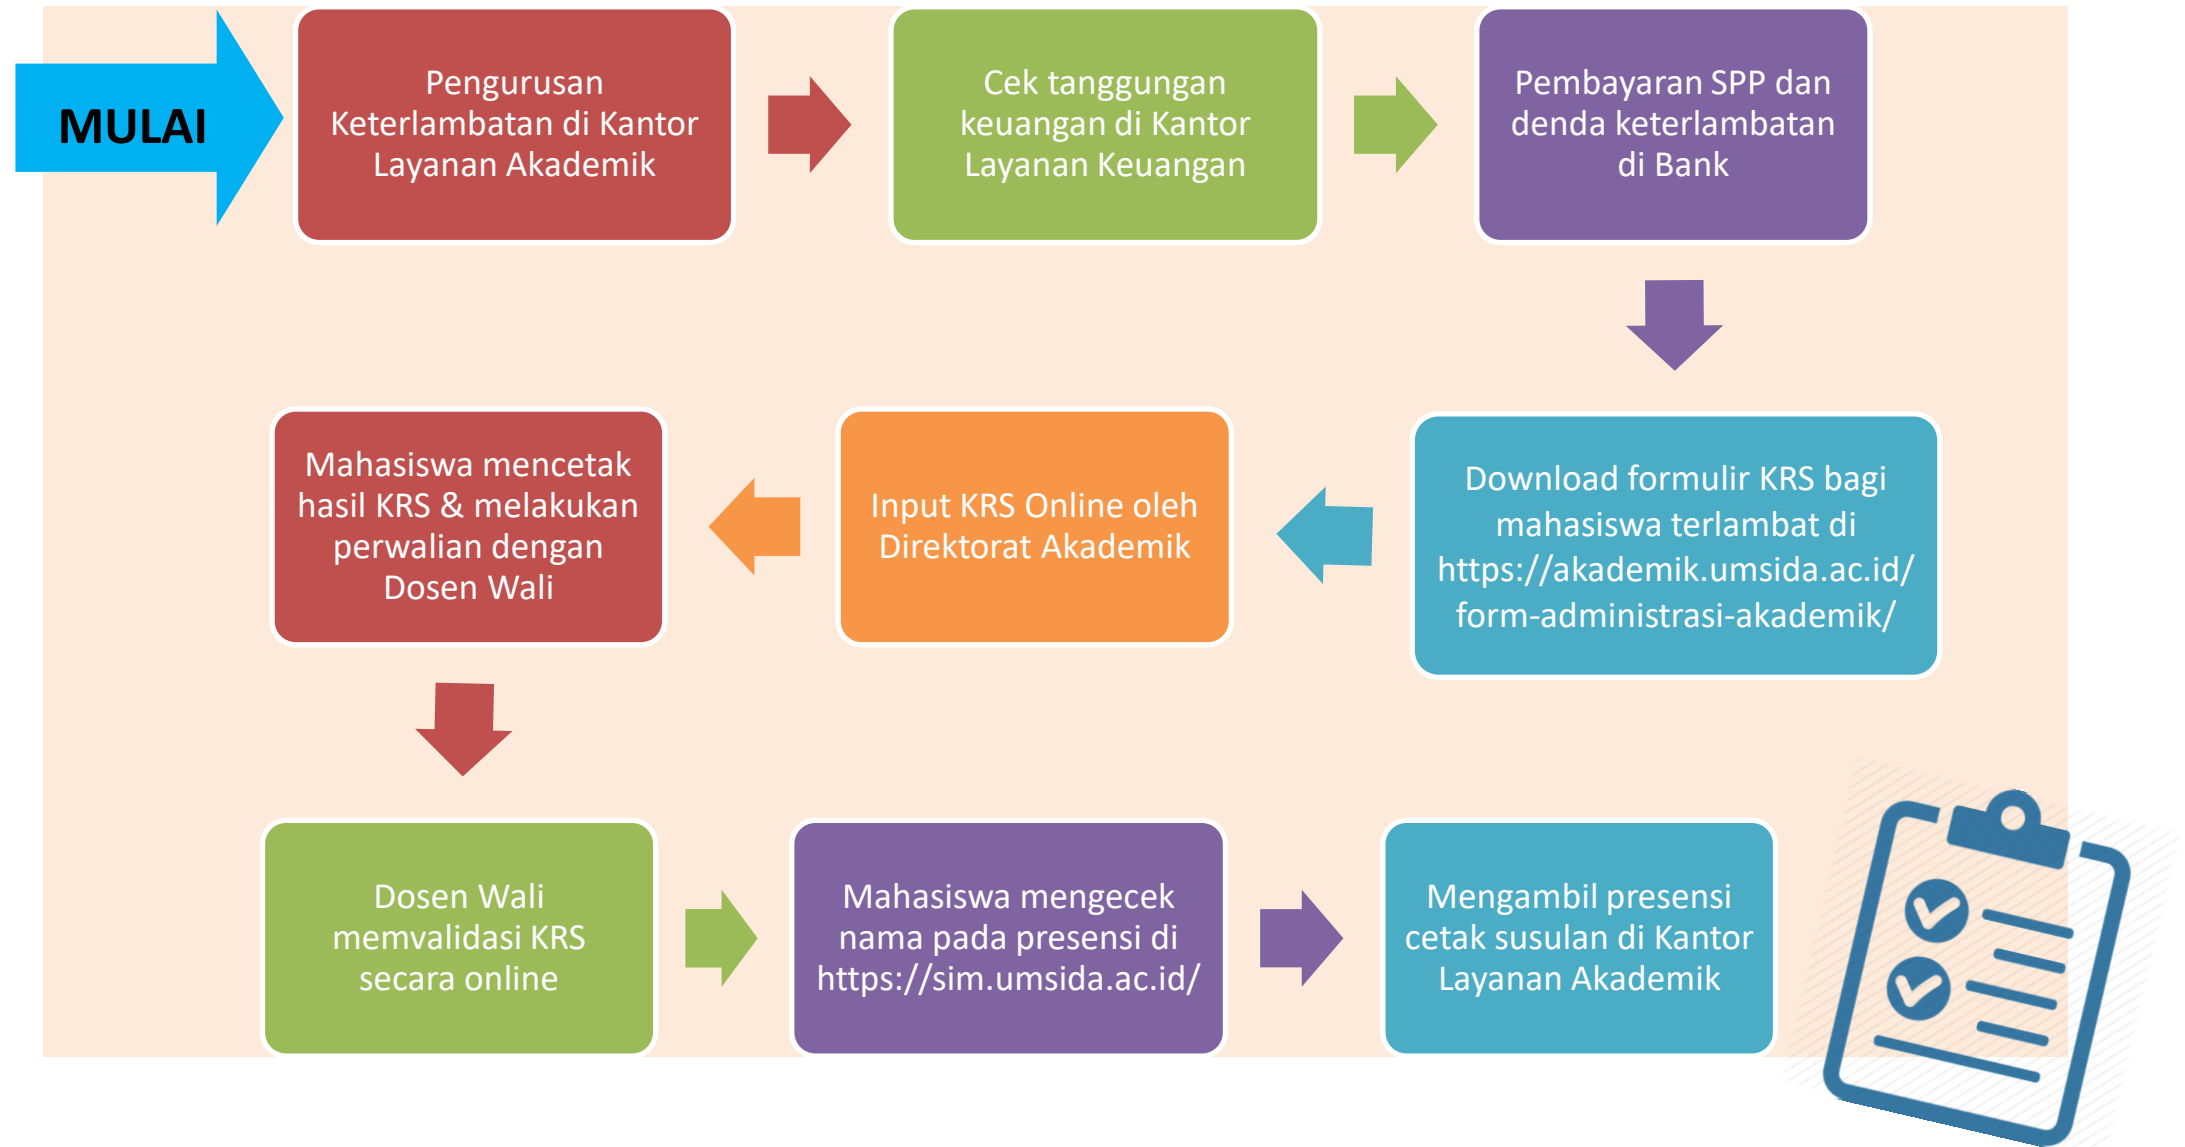 MULAI
Pengurusan
Keterlambatan di Kantor
Layanan Akademik
Cek tanggungan
keuangan di Kantor
Layanan Keuangan
Pembayaran SPP dan
denda keterlambatan
di Bank
Download formulir KRS bagi
mahasiswa terlambat di
https://akademik.umsida.ac.id/
form-administrasi-akademik/
Input KRS Online oleh
Direktorat Akademik
Mahasiswa mencetak
hasil KRS & melakukan
perwalian dengan
Dosen Wali
Dosen Wali
memvalidasi KRS
secara online
Mahasiswa mengecek
nama pada presensi di
https://sim.umsida.ac.id/
Mengambil presensi
cetak susulan di Kantor
Layanan Akademik